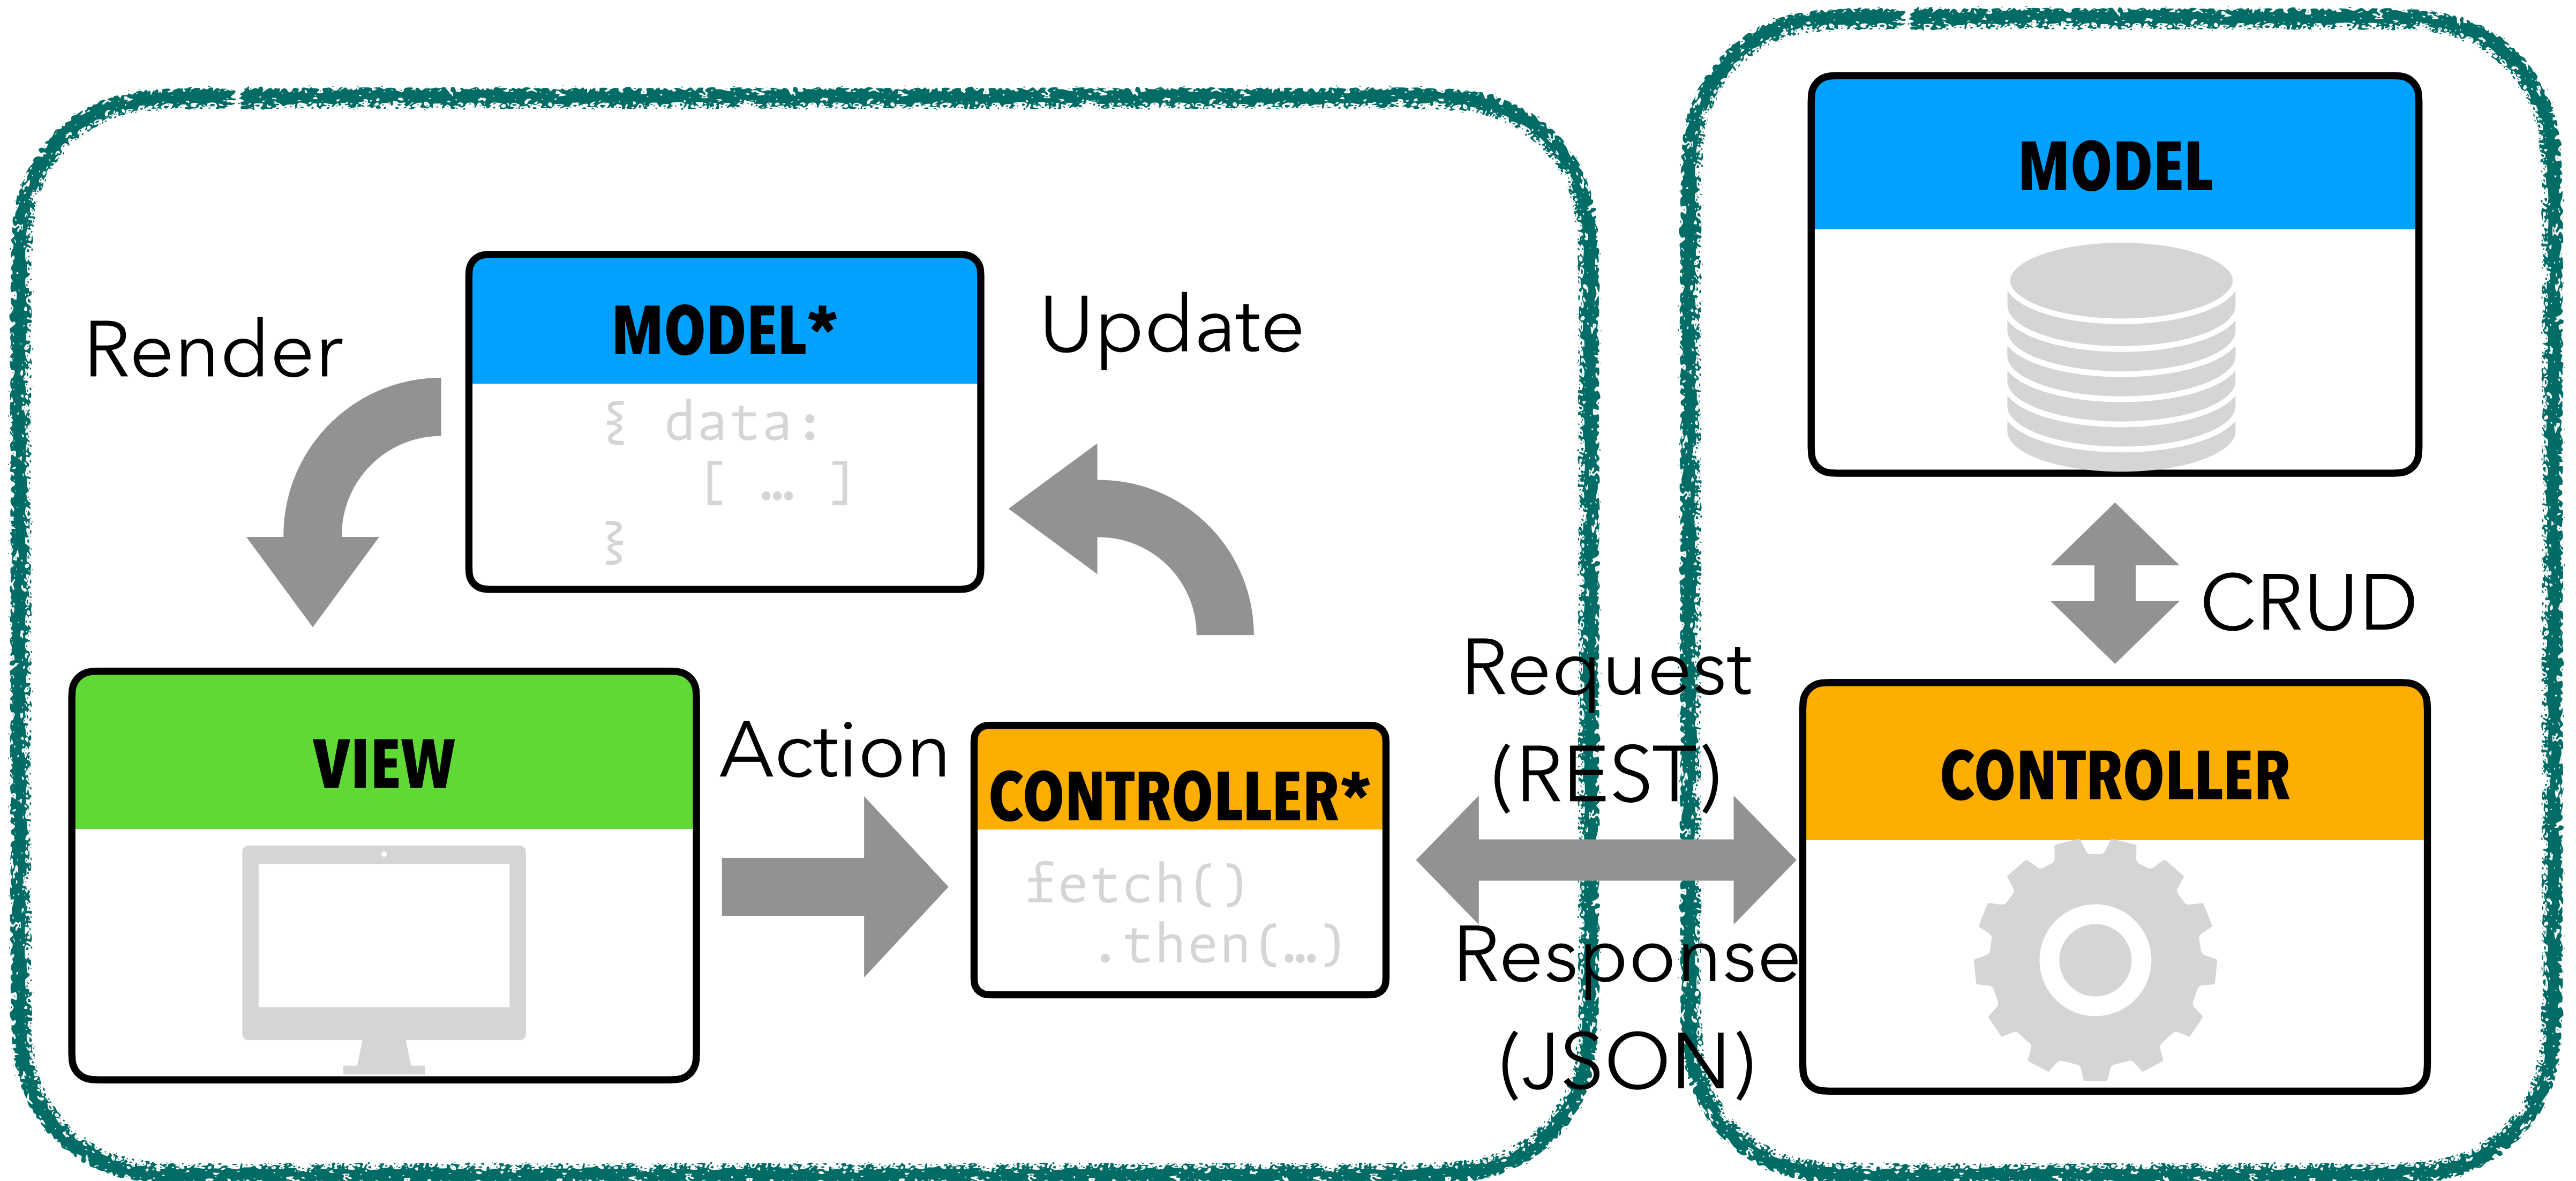 MODEL
Render
MODEL*
Update
{ data:
[ … ]
}
CRUD
Request
(REST)
VIEW
Action
CONTROLLER*
CONTROLLER
fetch()
.then(…)
Response
(JSON)